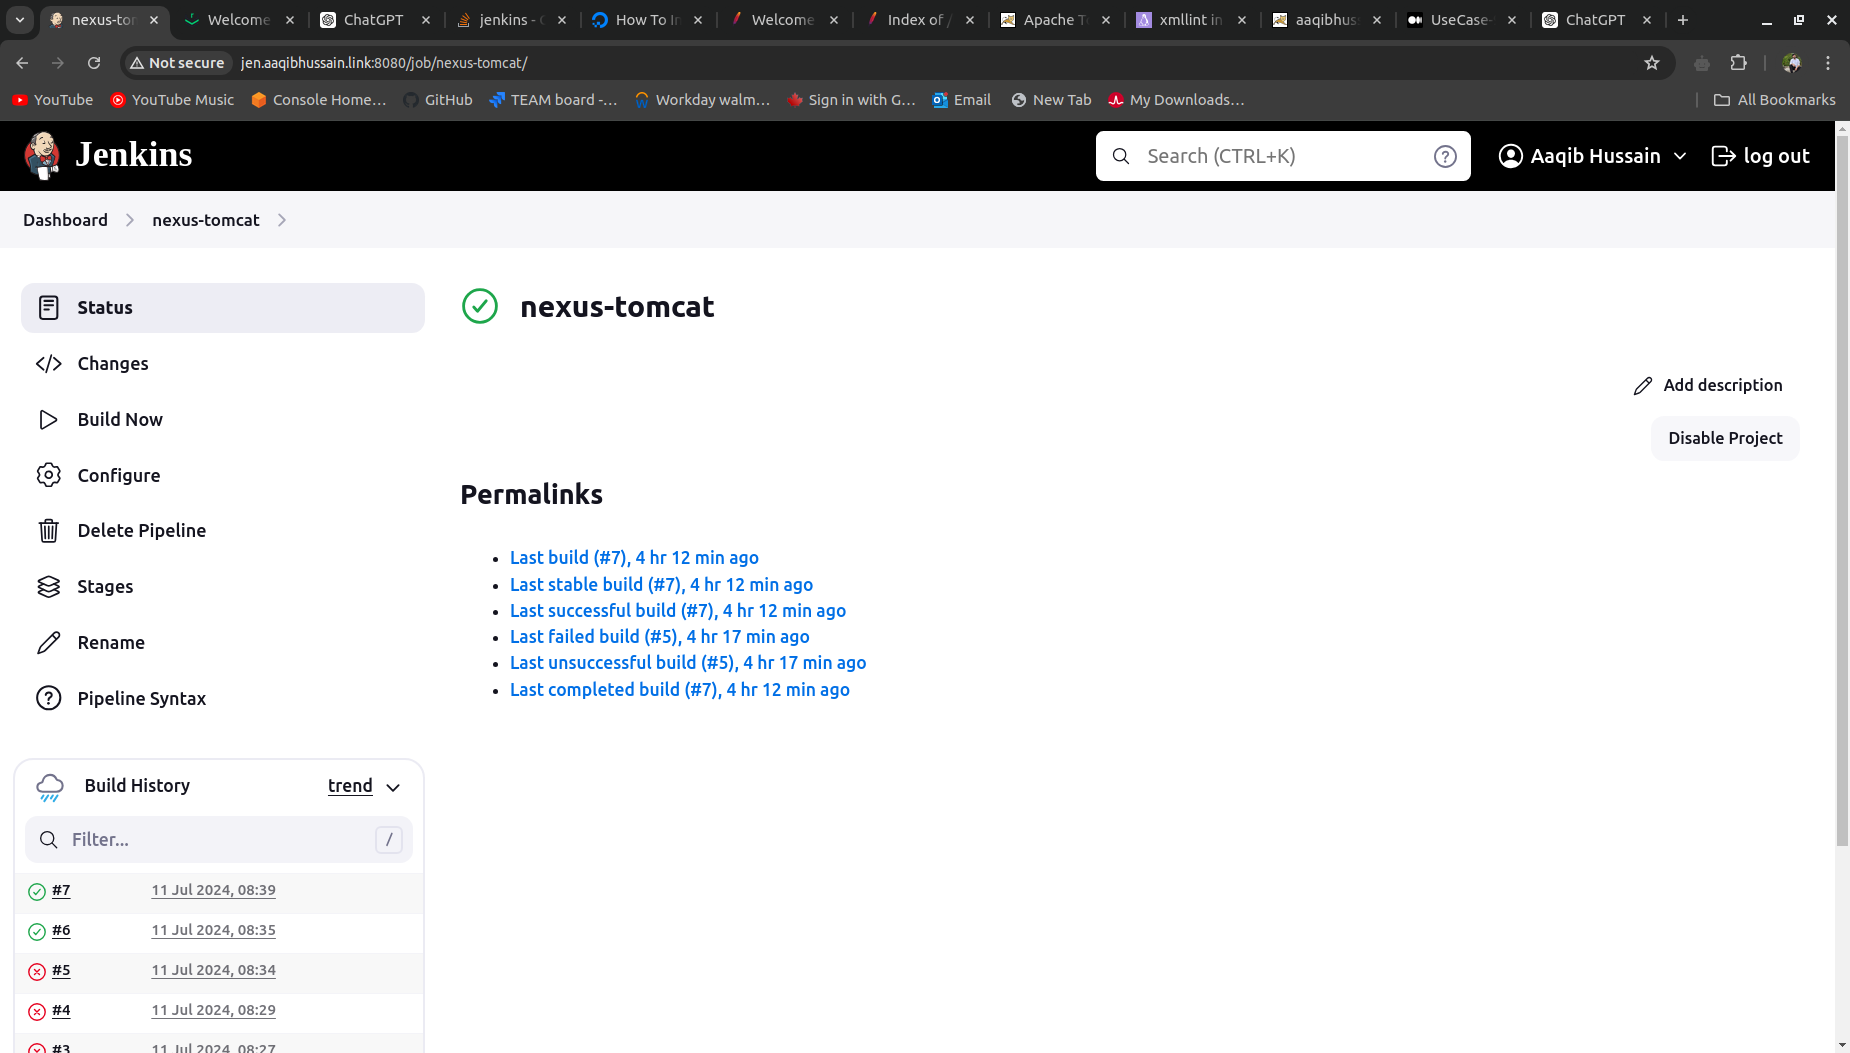 nexus-tom
Welcome
ChatGPT
jenkins -
How To In
Welcome
Index of /
Apache To
xmllint in
aaqibhuss
UseCase-
ChatGPT
Not secure
jen.aaqibhussain.link:8080/job/nexus-tomcat/
YouTube
YouTube Music
Console Home...
GitHub
TEAM board -...
Workday walm...
Sign in with G...
Email
New Tab
My Downloads...
All Bookmarks
Jenkins
Search (CTRL+K)
?
Aaqib Hussain
log out
Dashboard
nexus-tomcat
Status
Changes
Build Now
Configure
Delete Pipeline
Stages
Rename
Pipeline Syntax
nexus-tomcat
Add description
Disable Project
Permalinks
Last build (#7), 4 hr 12 min ago
Last stable build (#7), 4 hr 12 min ago
Last successful build (#7), 4 hr 12 min ago
Last failed build (#5), 4 hr 17 min ago
Last unsuccessful build (#5), 4 hr 17 min ago
Last completed build (#7), 4 hr 12 min ago
Build History
trend
Filter...
/
#7 11 Jul 2024, 08:39
#6 11 Jul 2024, 08:35
#5 11 Jul 2024, 08:34
#4 11 Jul 2024, 08:29
#3 11 Jul 2024, 08:27